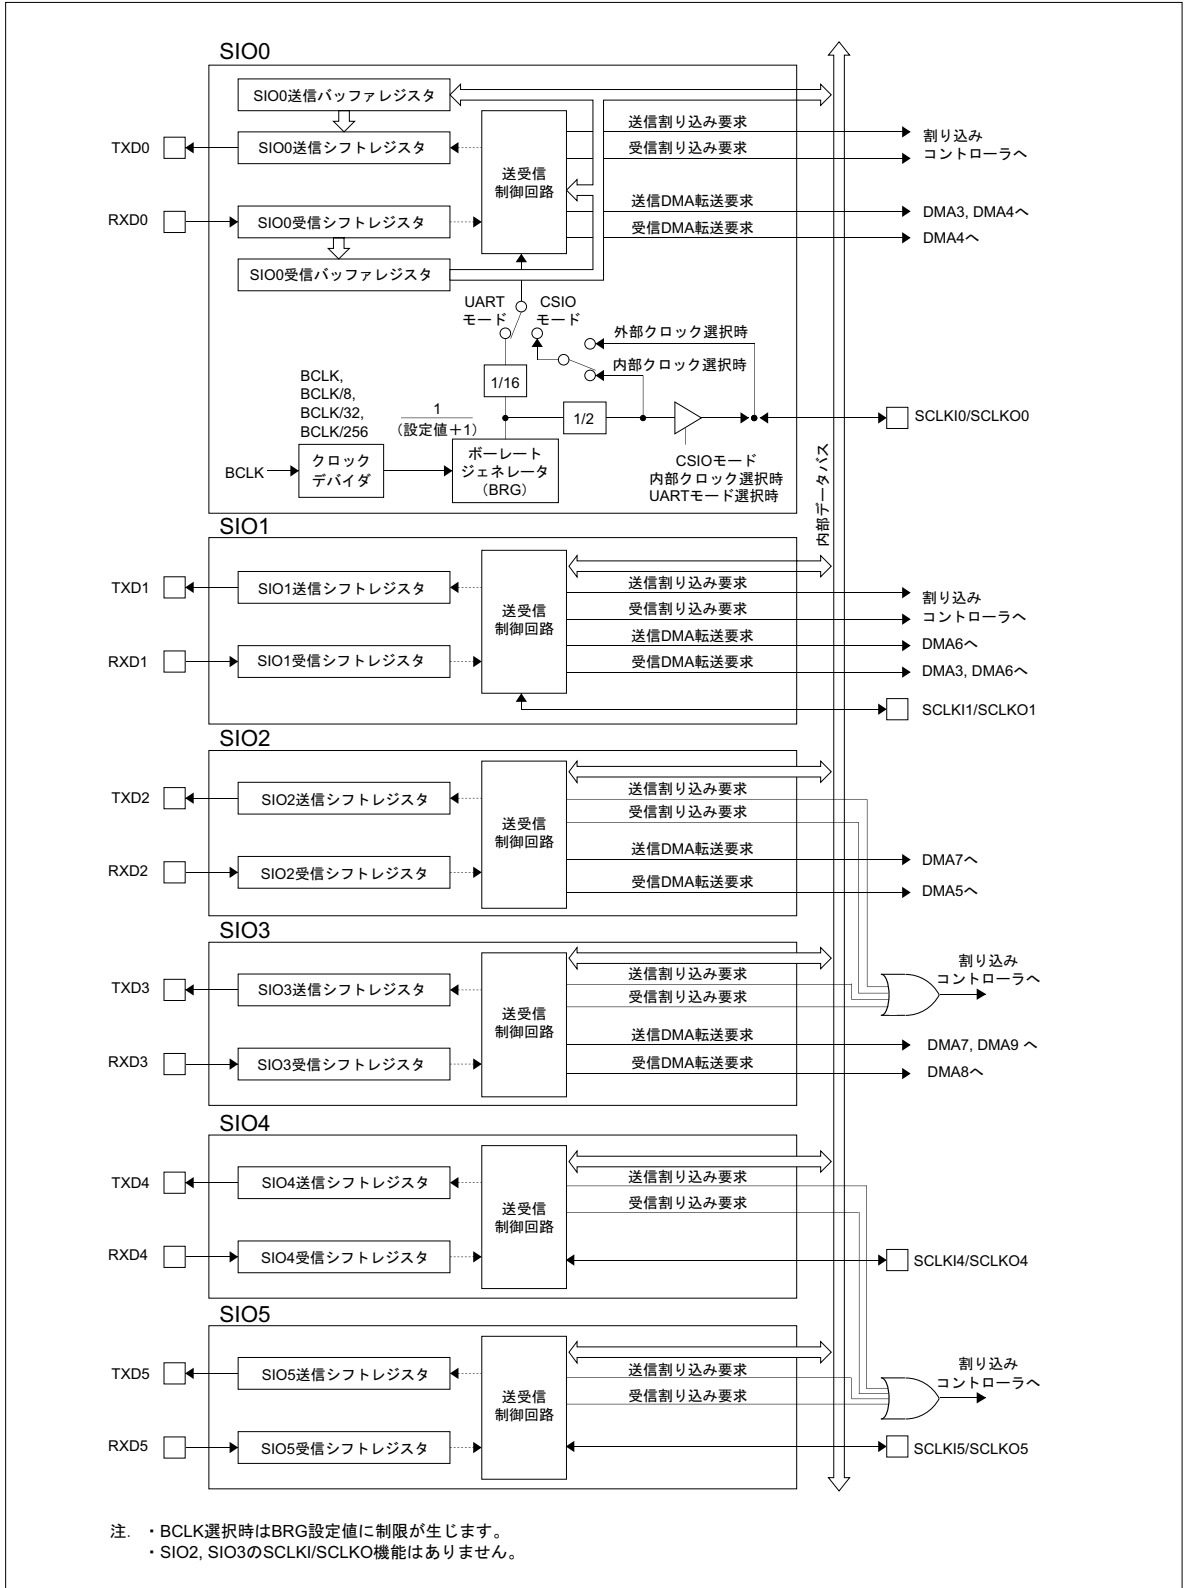 SIO0
SIO0送信バッファレジスタ
TXD0
SIO0送信シフトレジスタ
送受信
制御回路
送信割り込み要求
受信割り込み要求
割り込み
コントローラへ
RXD0
SIO0受信シフトレジスタ
送信DMA転送要求
DMA3, DMA4へ
受信DMA転送要求
DMA4へ
SIO0受信バッファレジスタ
UART
モード
CSIO
モード
外部クロック選択時
内部クロック選択時
1/16
BCLK,
BCLK/8,
BCLK/32,
BCLK/256
1
(設定値+1)
1/2
SCLKI0/SCLKO0
BCLK
クロック
デバイダ
ボーレート
ジェネレータ
(BRG)
CSIOモード
内部クロック選択時
UARTモード選択時
内部データバス
SIO1
TXD1
SIO1送信シフトレジスタ
送受信
制御回路
送信割り込み要求
受信割り込み要求
割り込み
コントローラへ
送信DMA転送要求
DMA6へ
RXD1
SIO1受信シフトレジスタ
受信DMA転送要求
DMA3, DMA6へ
SCLKI1/SCLKO1
SIO2
TXD2
SIO2送信シフトレジスタ
送受信
制御回路
送信割り込み要求
受信割り込み要求
送信DMA転送要求
DMA7へ
RXD2
SIO2受信シフトレジスタ
受信DMA転送要求
DMA5へ
SIO3
TXD3
SIO3送信シフトレジスタ
送受信
制御回路
送信割り込み要求
受信割り込み要求
割り込み
コントローラへ
送信DMA転送要求
DMA7, DMA9 へ
RXD3
SIO3受信シフトレジスタ
受信DMA転送要求
DMA8へ
SIO4
TXD4
SIO4送信シフトレジスタ
送受信
制御回路
送信割り込み要求
受信割り込み要求
RXD4
SIO4受信シフトレジスタ
SCLKI4/SCLKO4
SIO5
TXD5
SIO5送信シフトレジスタ
送受信
制御回路
送信割り込み要求
受信割り込み要求
割り込み
コントローラへ
RXD5
SIO5受信シフトレジスタ
SCLKI5/SCLKO5
注. ・BCLK選択時はBRG設定値に制限が生じます。
・SIO2, SIO3のSCLKI/SCLKO機能はありません。